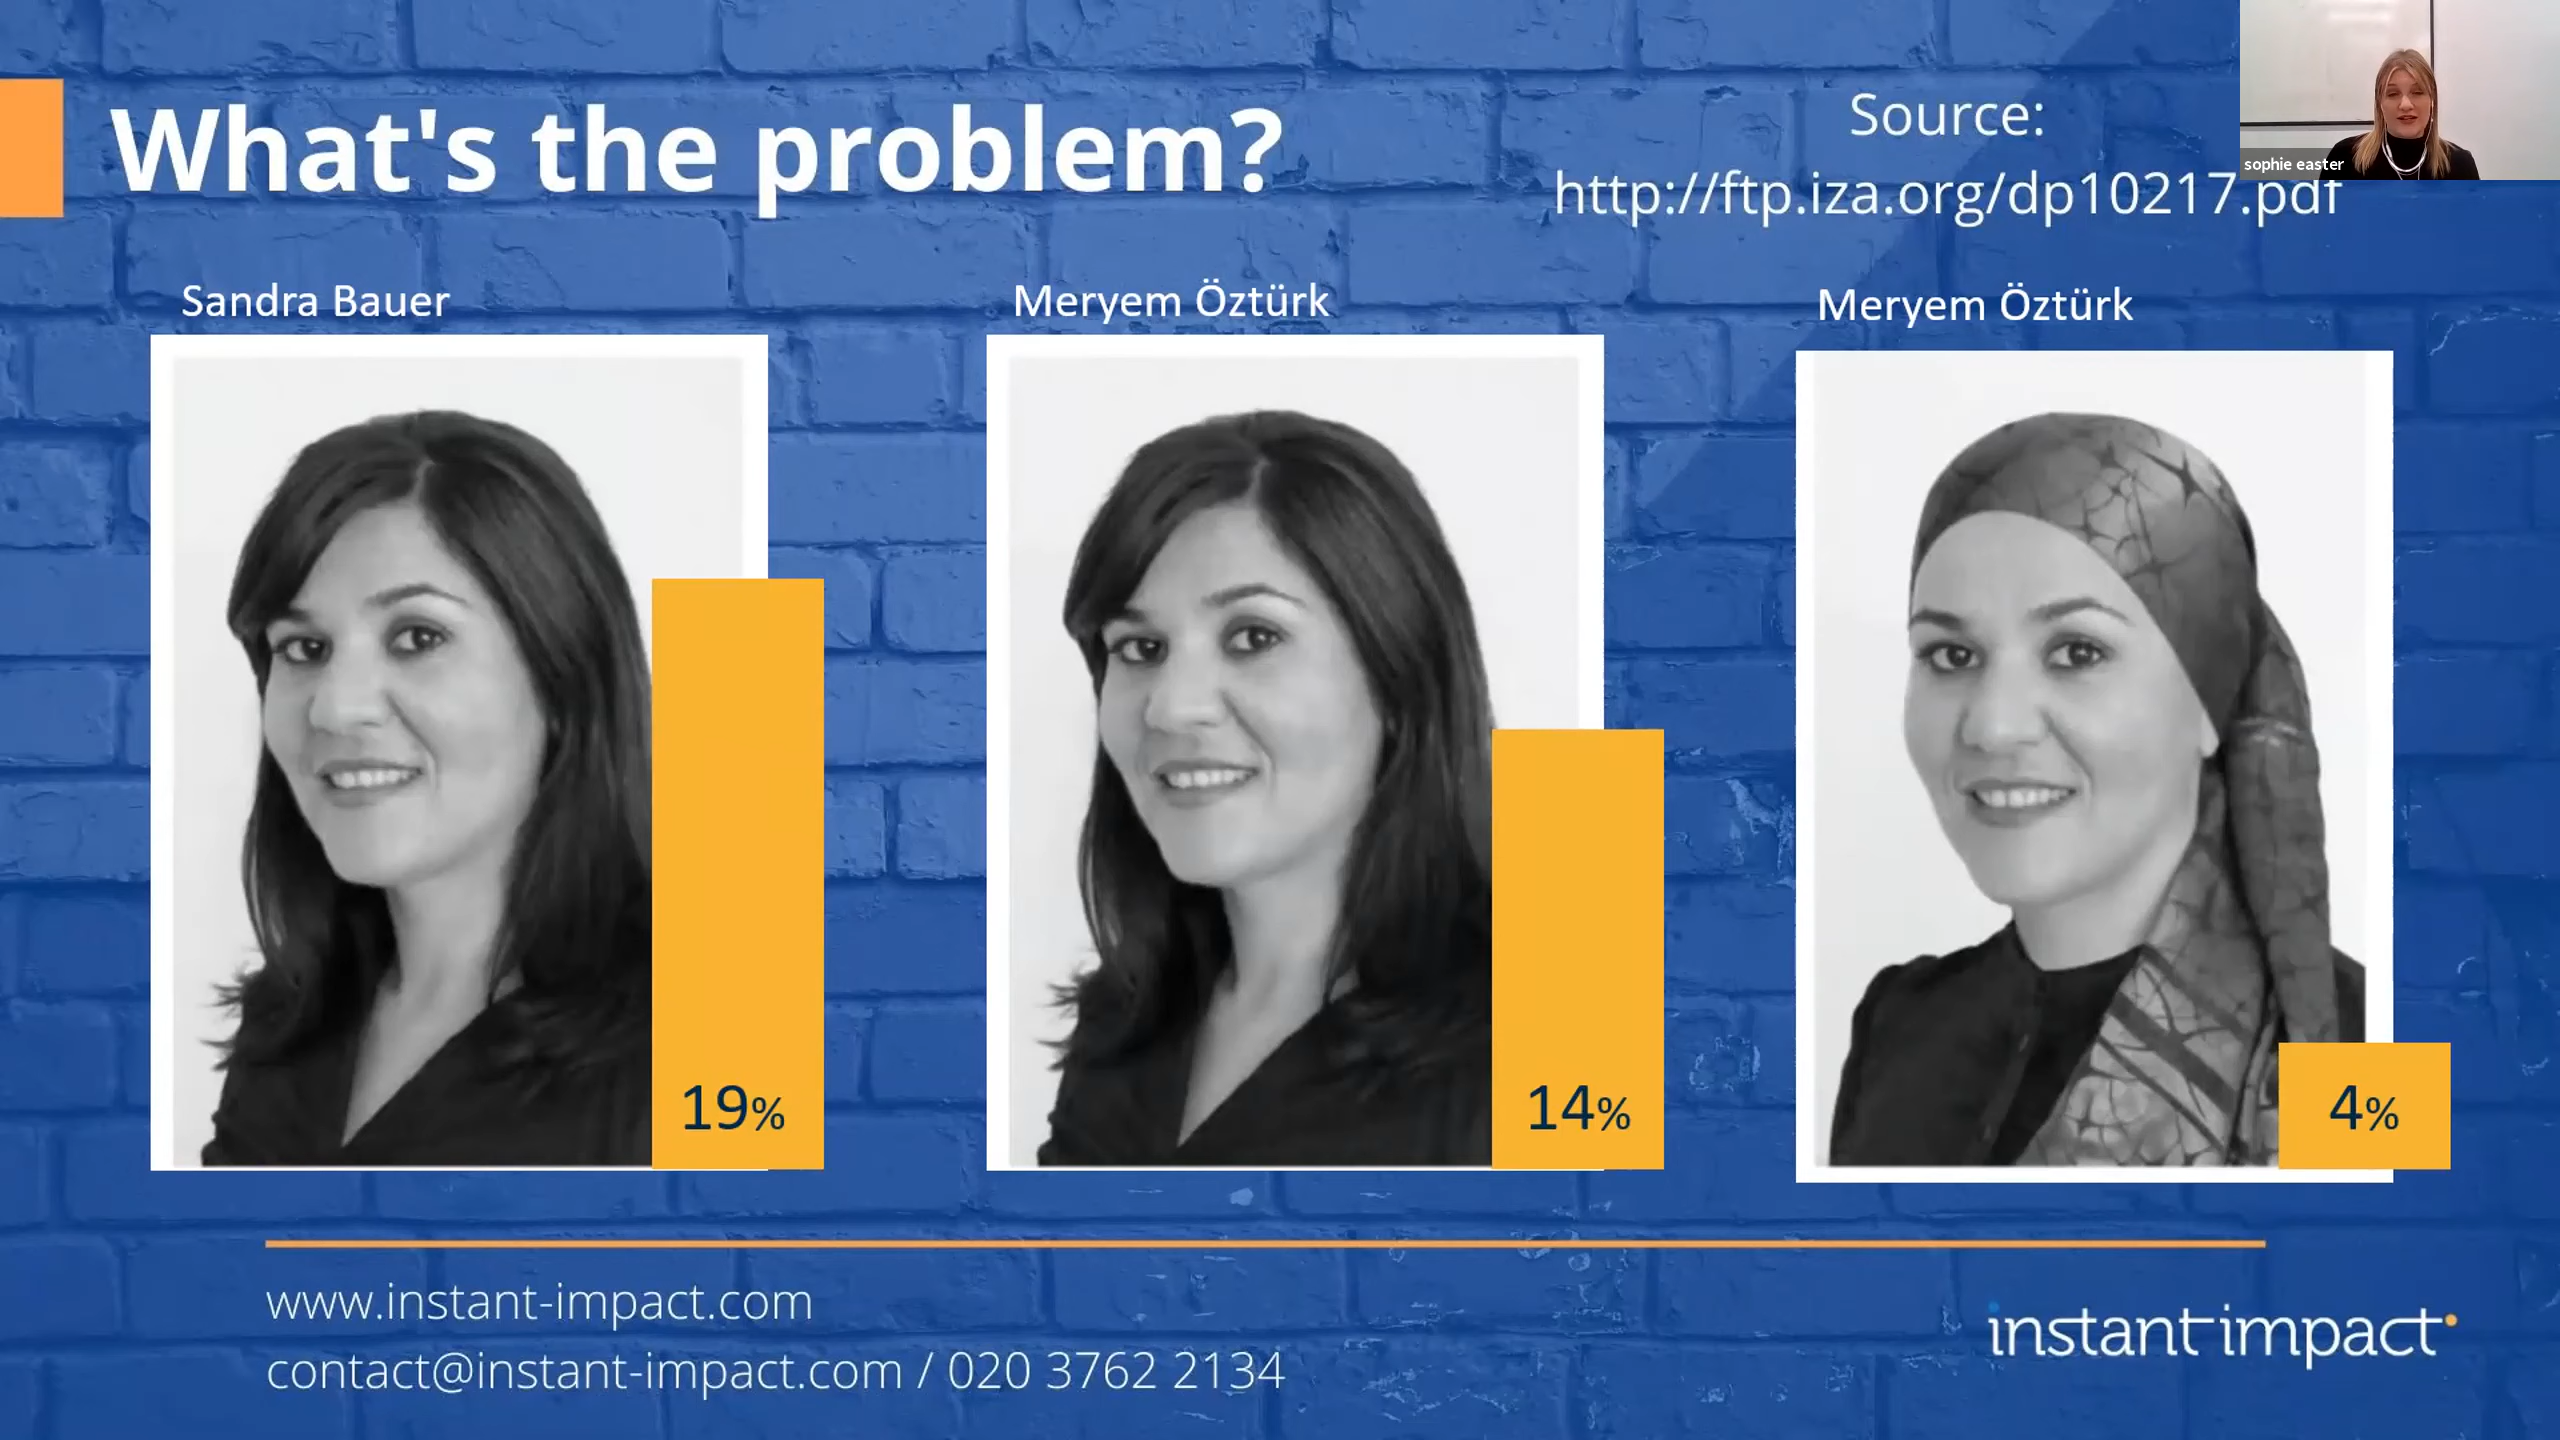 What's the problem?
Source:
http://ftp.iza.org/dp10217.pdf
sophie easter
Sandra Bauer
Meryem Öztürk
Meryem Öztürk
19%
14%
4%
www.instant-impact.com
contact@instant-impact.com / 020 3762 2134
instant impact